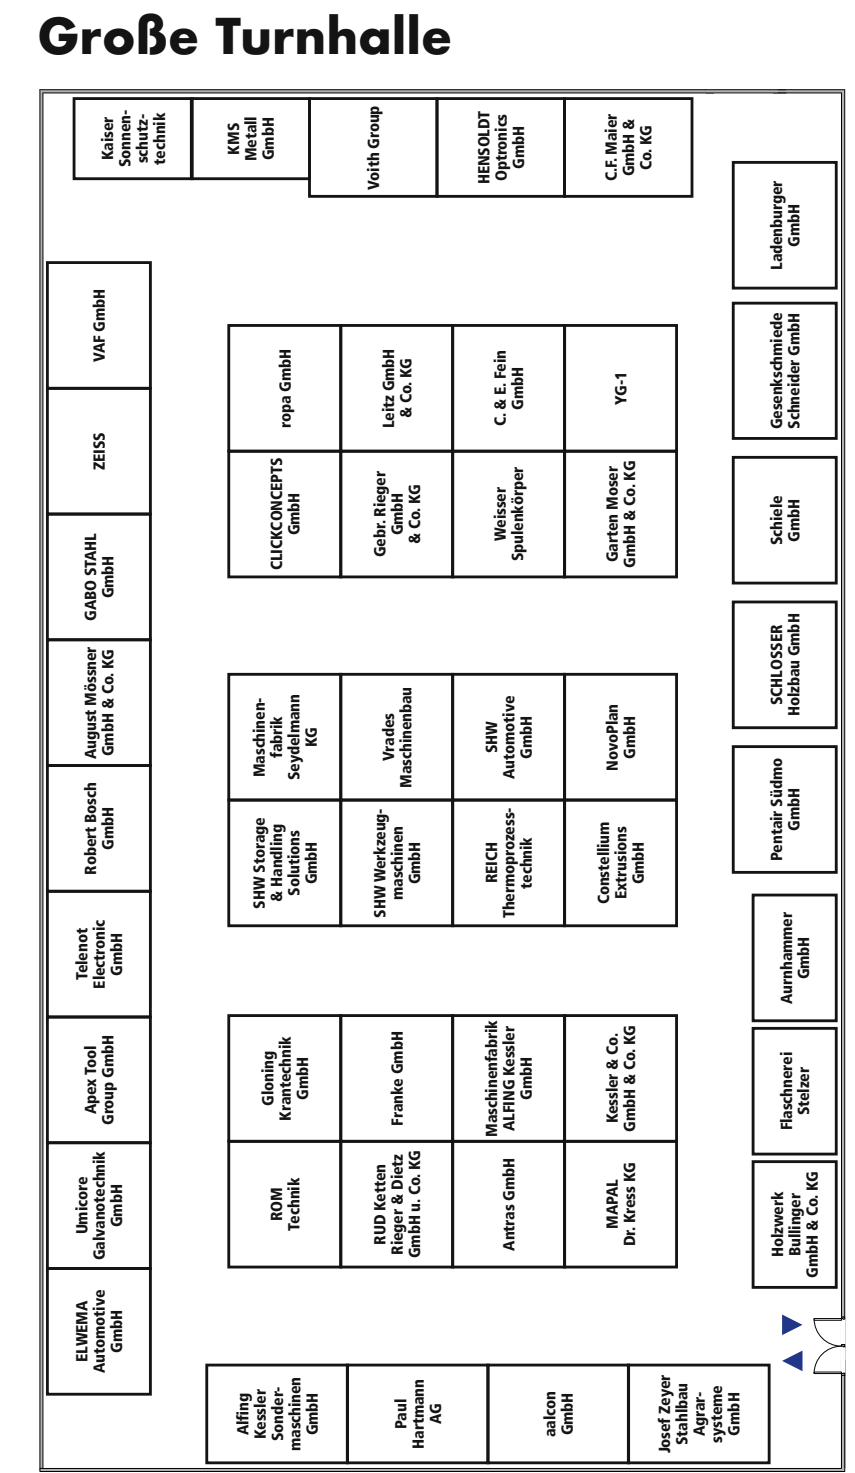 Große Turnhalle
Kaiser
Sonnen-
schutz-
technik
KMS
Metall
GmbH
Voith Group
HENSOLDT
Optronics
GmbH
C.F. Maier
GmbH &
Co. KG
Ladenburger
GmbH
Gesenkschmiede
Schneider GmbH
Schiele
GmbH
SCHLOSSER
Holzbau GmbH
Pentair Südmo
GmbH
Aurnhammer
GmbH
Flaschnerei
Stelzer
Holzwerk
Bullinger
GmbH & Co. KG
VAF GmbH
ZEISS
GABO STAHL
GmbH
August Mössner
GmbH & Co. KG
Robert Bosch
GmbH
Telenot
Electronic
GmbH
Apex Tool
Group GmbH
Umicore
Galvanotechnik
GmbH
ELWEMA
Automotive
GmbH
ropa GmbH
Leitz GmbH
& Co. KG
C. & E. Fein
GmbH
YG-1
CLICKCONCEPTS
GmbH
Gebr. Rieger
GmbH
& Co. KG
Weisser
Spulenkörper
Garten Moser
GmbH & Co. KG
Maschinen-
fabrik
Seydelmann
KG
Vrades
Maschinenbau
SHW
Automotive
GmbH
NovoPlan
GmbH
SHW Storage
& Handling
Solutions
GmbH
SHW Werkzeug-
maschinen
GmbH
REICH
Thermoprozess-
technik
Constellium
Extrusions
GmbH
Gloning
Krantechnik
GmbH
Franke GmbH
Maschinenfabrik
ALFING Kessler
GmbH
Kessler & Co.
GmbH & Co. KG
ROM
Technik
RUD Ketten
Rieger & Dietz
GmbH u. Co. KG
Antras GmbH
MAPAL
Dr. Kress KG
Alfing
Kessler
Sonder-
maschinen
GmbH
Paul
Hartmann
AG
aalcon
GmbH
Josef Zeyer
Stahlbau
Agrar-
systeme
GmbH